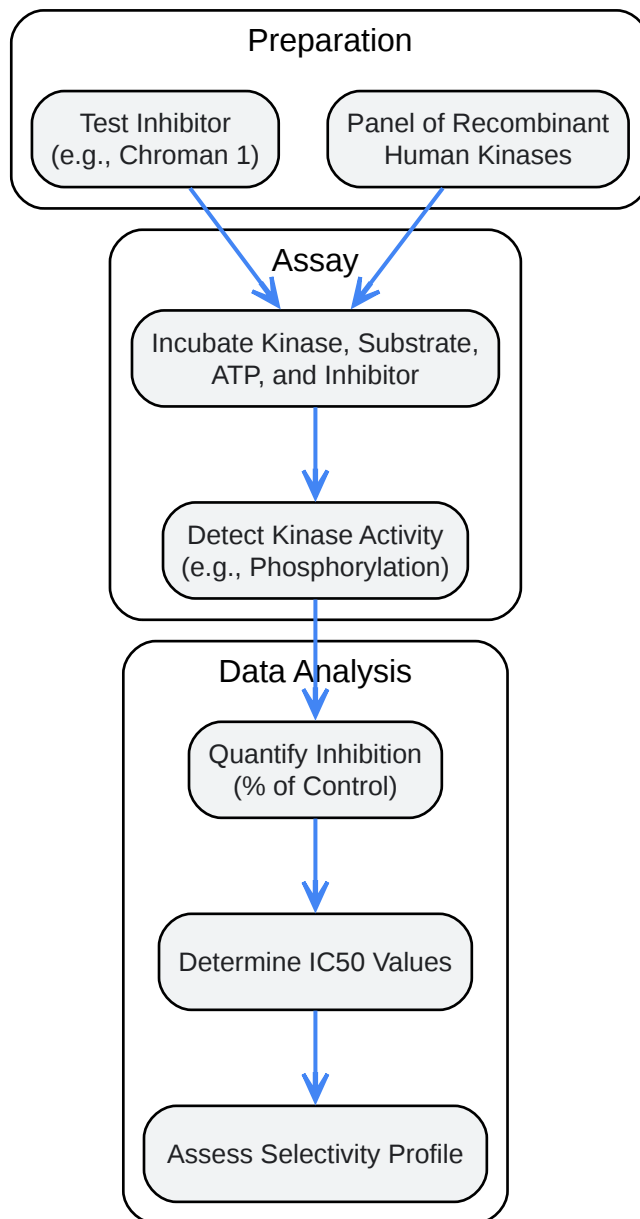 Preparation
Test Inhibitor
(e.g., Chroman 1)
Panel of Recombinant
Human Kinases
Assay
Incubate Kinase, Substrate,
ATP, and Inhibitor
Detect Kinase Activity
(e.g., Phosphorylation)
Data Analysis
Quantify Inhibition
(% of Control)
Determine IC50 Values
Assess Selectivity Profile